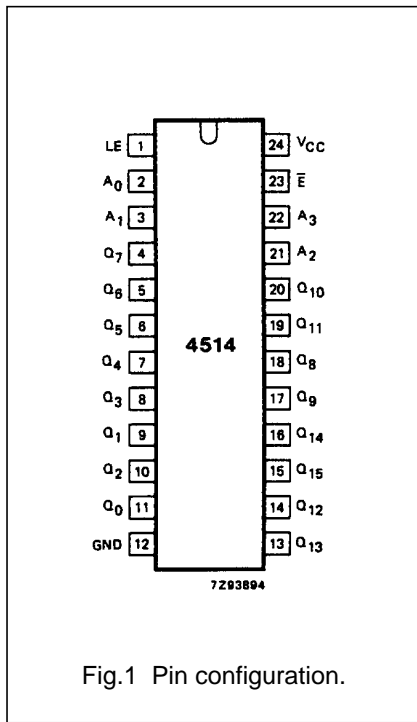 LE 1 24 VCC
A0 2 23 E̅
A1 3 22 A3
Q7 4 21 A2
Q6 5 20 Q10
Q5 6 19 Q11
Q4 7 18 Q8
4514
Q3 8 17 Q9
Q1 9 16 Q14
Q2 10 15 Q15
Q0 11 14 Q12
GND 12 13 Q13
7Z93894
Fig.1 Pin configuration.